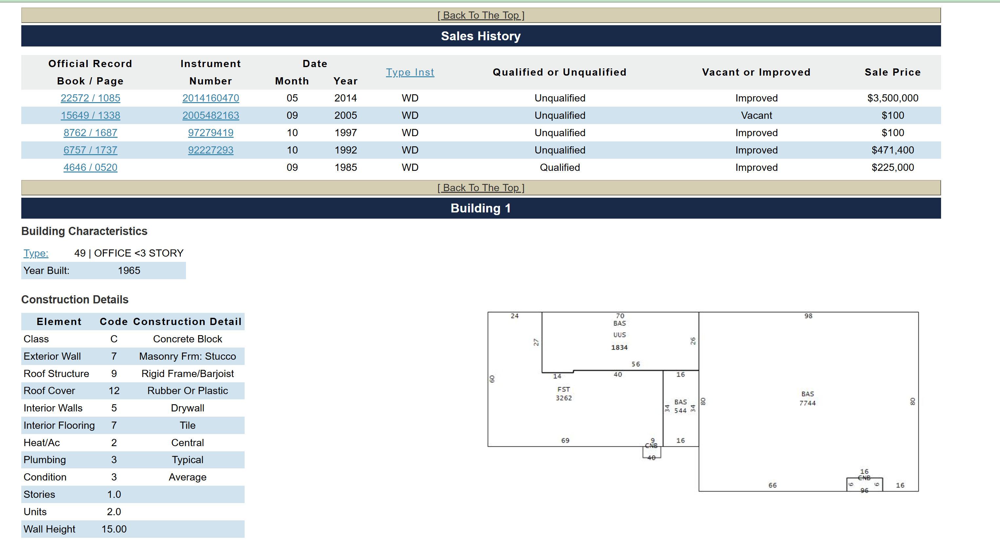 [ Back To The Top ]
Sales History
Official Record Instrument Date Type Inst Qualified or Unqualified Vacant or Improved Sale Price
Book / Page Number Month Year
22572 / 1085 2014160470 05 2014 WD Unqualified Improved $3,500,000
15649 / 1338 2005482163 09 2005 WD Unqualified Vacant $100
8762 / 1687 97279419 10 1997 WD Unqualified Improved $100
6757 / 1737 92227293 10 1992 WD Unqualified Improved $471,400
4646 / 0520 09 1985 WD Qualified Improved $225,000
[ Back To The Top ]
Building 1
Building Characteristics
Type: 49 | OFFICE <3 STORY
Year Built: 1965
Construction Details
Element Code Construction Detail
Class C Concrete Block
Exterior Wall 7 Masonry Frm: Stucco
Roof Structure 9 Rigid Frame/Barjoist
Roof Cover 12 Rubber Or Plastic
Interior Walls 5 Drywall
Interior Flooring 7 Tile
Heat/Ac 2 Central
Plumbing 3 Typical
Condition 3 Average
Stories 1.0
Units 2.0
Wall Height 15.00
24 70 98
BAS
UUS
27 26
1834
56
14 40 16
60
FST
3262
80 BAS 80
7744
BAS
34 544 34
69 9 16
CNB
40
16
CNB
66 6 6 16
96